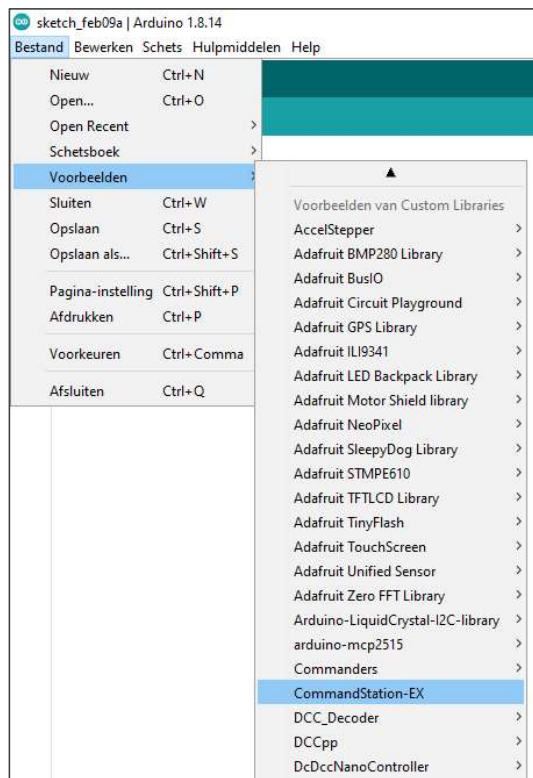 sketch_feb09a | Arduino 1.8.14
Bestand Bewerken Schets Hulpmiddelen Help
Nieuw Ctrl+N
Open... Ctrl+O
Open Recent >
Schetsboek >
Voorbeelden >
Sluiten Ctrl+W
Opslaan Ctrl+S
Opslaan als... Ctrl+Shift+S
Pagina-instelling Ctrl+Shift+P
Afdrukken Ctrl+P
Voorkeuren Ctrl+Comma
Afsluiten Ctrl+Q
Voorbeelden van Custom Libraries
AccelStepper >
Adafruit BMP280 Library >
Adafruit BusIO >
Adafruit Circuit Playground >
Adafruit GPS Library >
Adafruit ILI9341 >
Adafruit LED Backpack Library >
Adafruit Motor Shield library >
Adafruit NeoPixel >
Adafruit SleepyDog Library >
Adafruit STMPE610 >
Adafruit TFTLCD Library >
Adafruit TinyFlash >
Adafruit TouchScreen >
Adafruit Unified Sensor >
Adafruit Zero FFT Library >
Arduino-LiquidCrystal-I2C-library >
arduino-mcp2515 >
Commanders >
CommandStation-EX
DCC_Decoder >
DCCpp >
DcDccNanoController >